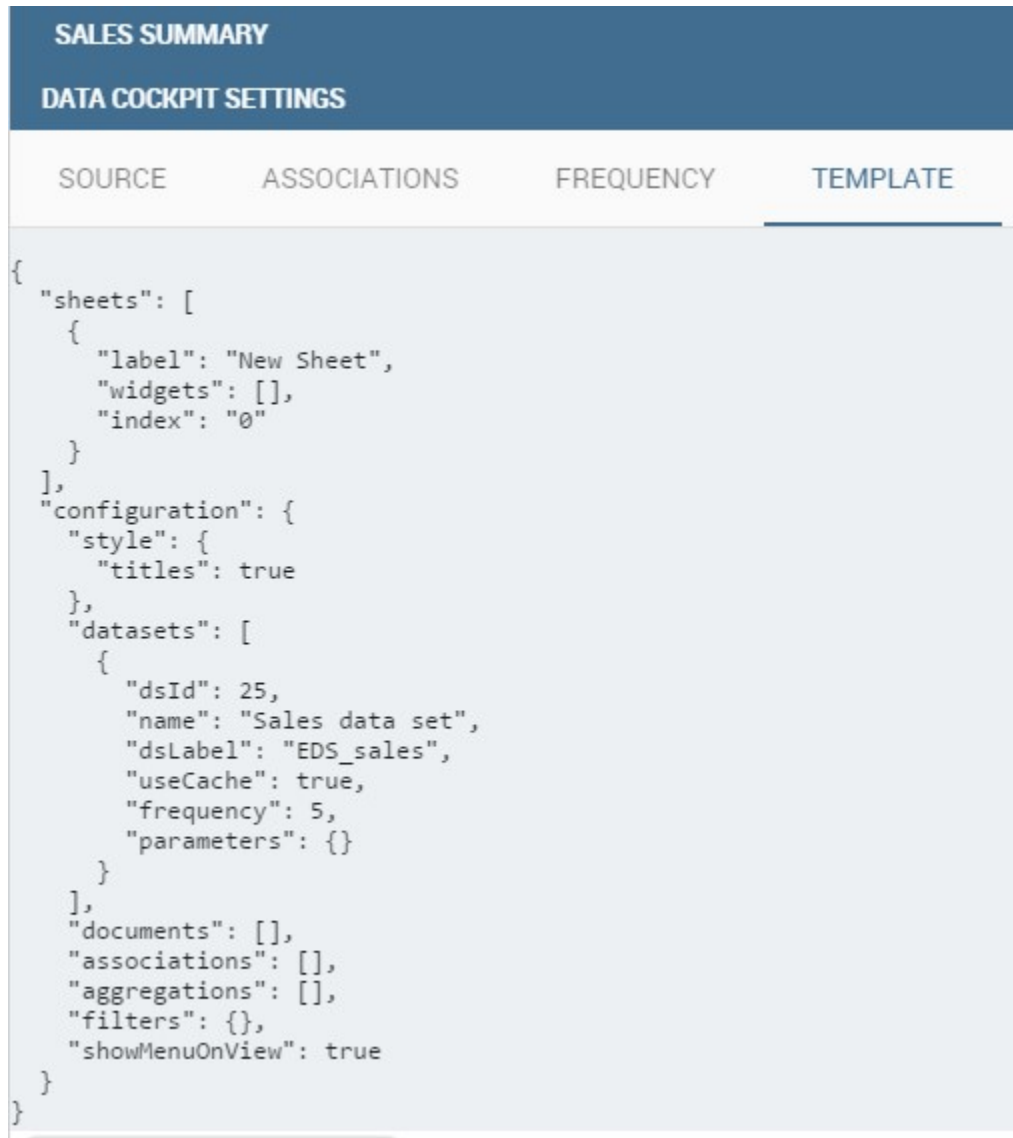 SALES SUMMARY
DATA COCKPIT SETTINGS
SOURCE ASSOCIATIONS FREQUENCY TEMPLATE
{
  "sheets": [
    {
      "label": "New Sheet",
      "widgets": [],
      "index": "0"
    }
  ],
  "configuration": {
    "style": {
      "titles": true
    },
    "datasets": [
      {
        "dsId": 25,
        "name": "Sales data set",
        "dsLabel": "EDS_sales",
        "useCache": true,
        "frequency": 5,
        "parameters": {}
      }
    ],
    "documents": [],
    "associations": [],
    "aggregations": [],
    "filters": {},
    "showMenuOnView": true
  }
}